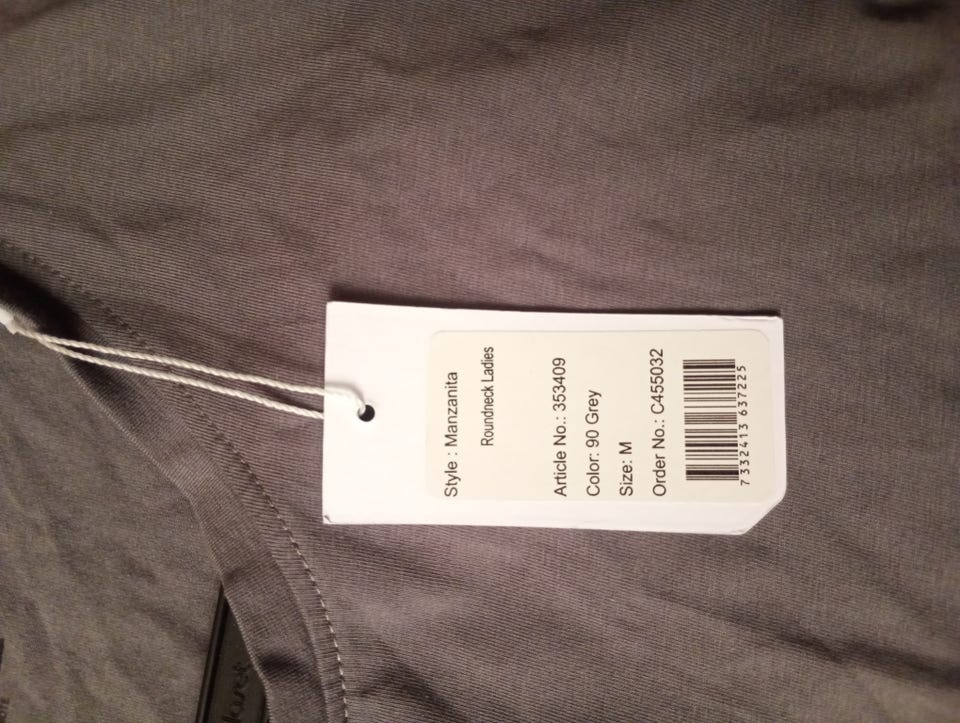 Style : Manzanita
Roundneck Ladies
Article No.: 353409
Color: 90 Grey
Size: M
Order No.: C455032
7 332413 637225